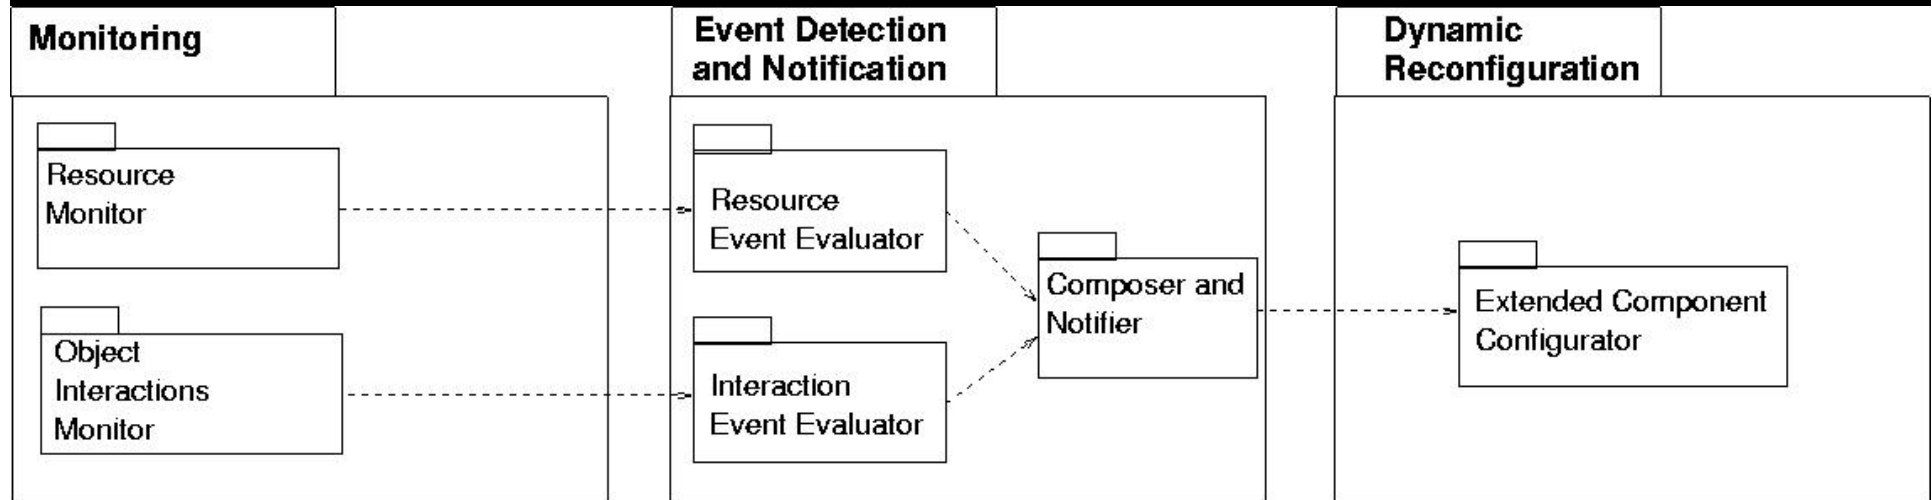 Monitoring
Resource
Monitor
Object
Interactions
Monitor
Event Detection
and Notification
Resource
Event Evaluator
Interaction
Event Evaluator
Composer and
Notifier
Dynamic
Reconfiguration
Extended Component
Configurator